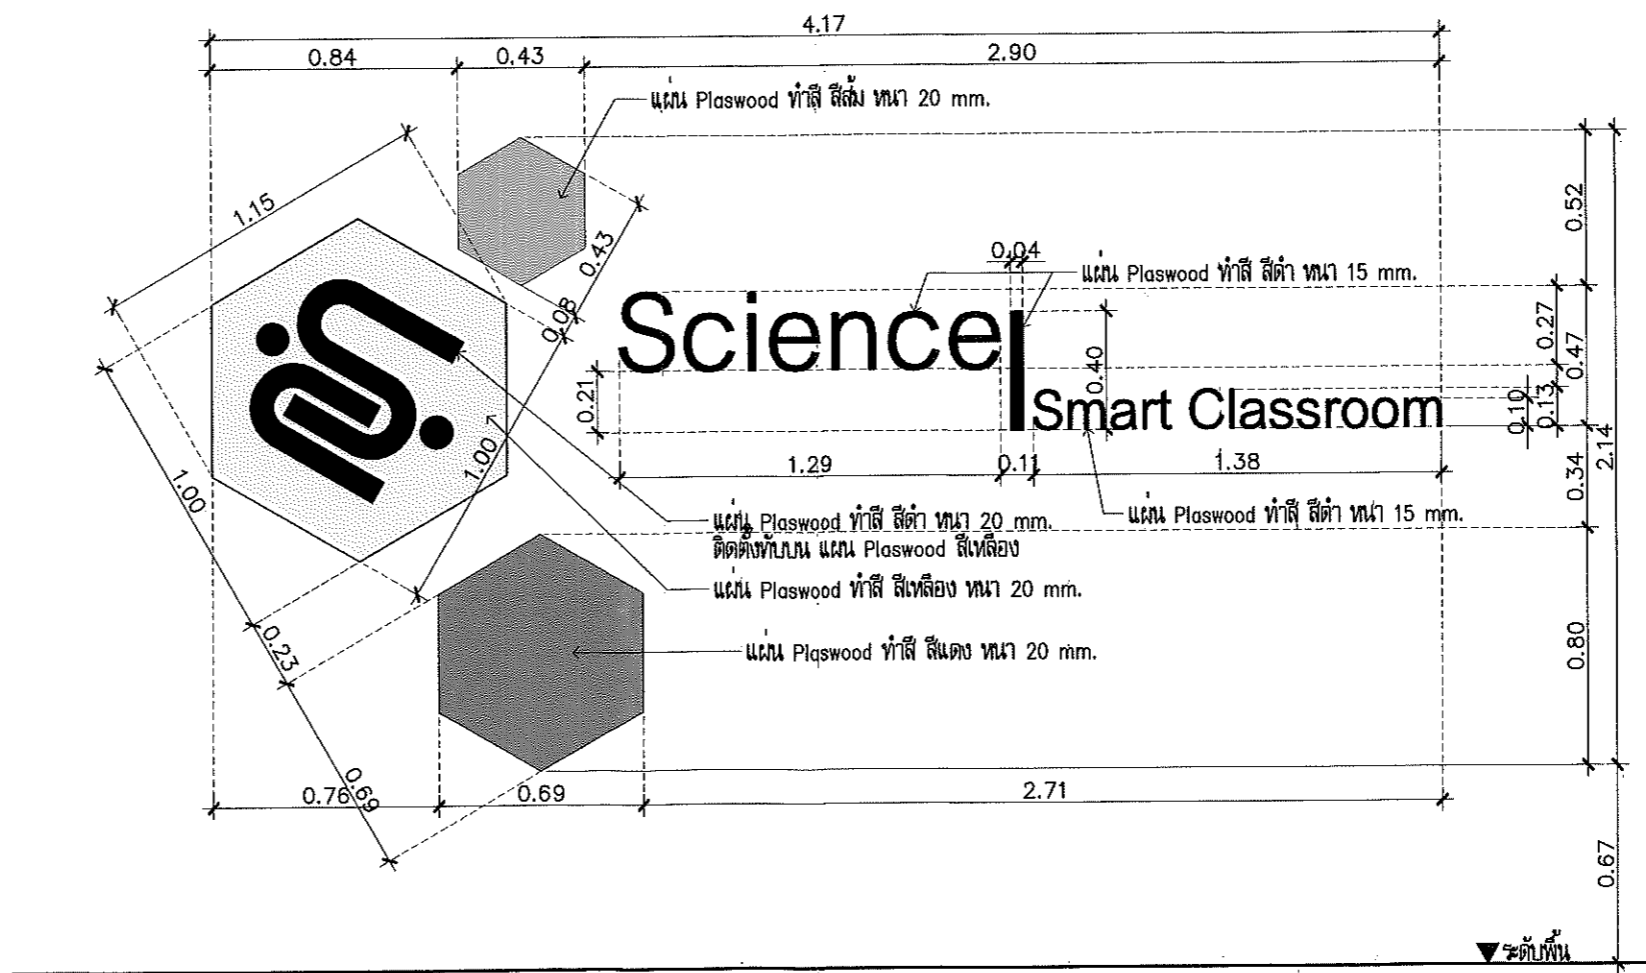 4.17
0.84 0.43 2.90
แผ่น Plaswood ทำสี สีส้ม หนา 20 mm.
1.15
0.43
0.08
0.52
0.04
แผ่น Plaswood ทำสี สีดำ หนา 15 mm.
Science
0.27
0.47
0.40
0.21
Smart Classroom
0.10
0.13
2.14
1.29 0.11 1.38
1.00
1.00
0.34
แผ่น Plaswood ทำสี สีดำ หนา 20 mm.
ติดตั้งทับบน แผ่น Plaswood สีเหลือง
แผ่น Plaswood ทำสี สีดำ หนา 15 mm.
แผ่น Plaswood ทำสี สีเหลือง หนา 20 mm.
0.23
แผ่น Plaswood ทำสี สีแดง หนา 20 mm.
0.80
0.69
0.76 0.69 2.71
0.67
ระดับพื้น